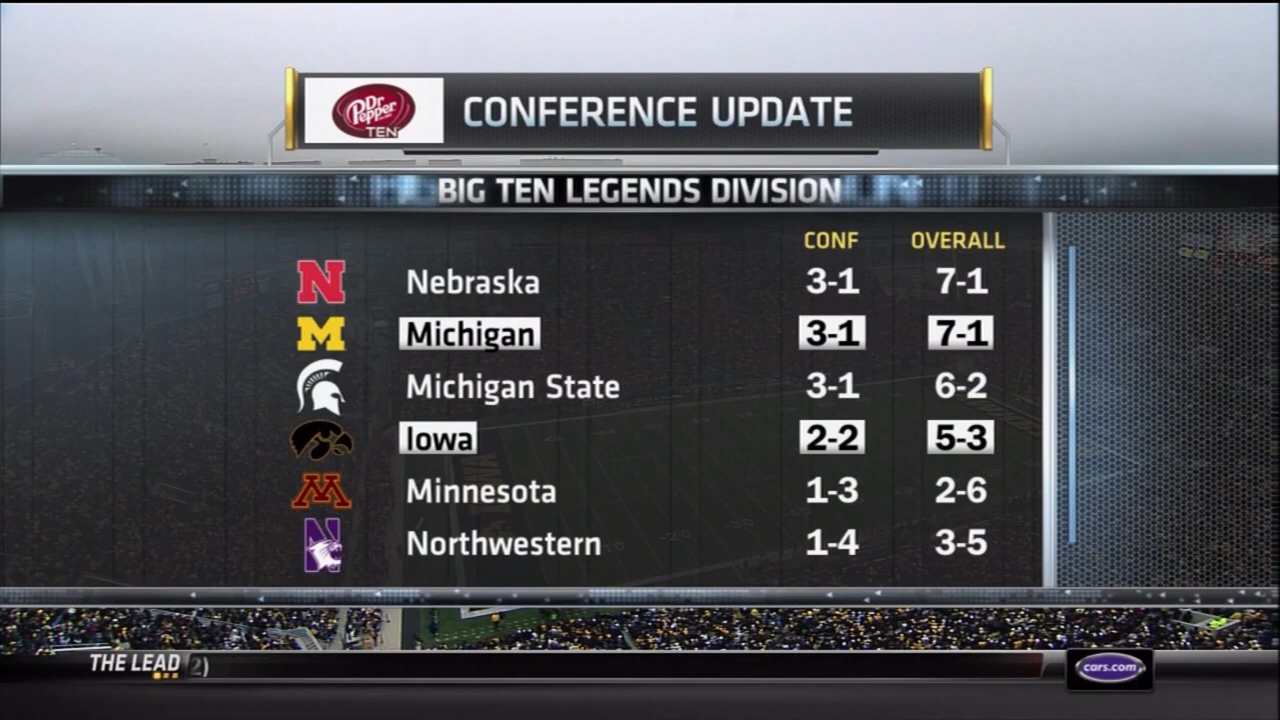 Dr Pepper TEN CONFERENCE UPDATE
BIG TEN LEGENDS DIVISION
CONF OVERALL
N Nebraska 3-1 7-1
M Michigan 3-1 7-1
Michigan State 3-1 6-2
Iowa 2-2 5-3
M Minnesota 1-3 2-6
N Northwestern 1-4 3-5
THE LEAD 2)
cars.com